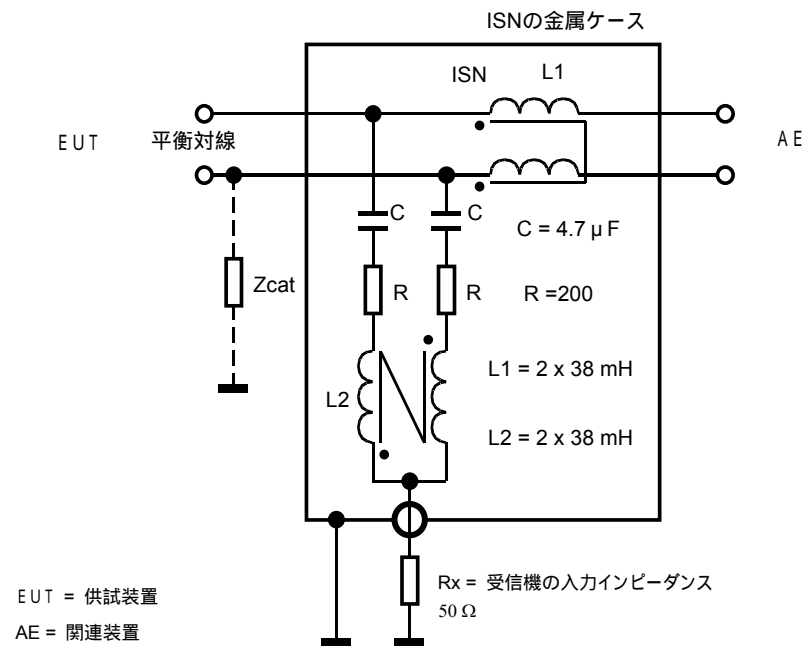 ISNの金属ケース
ISN L1
EUT 平衡対線 AE
C C
C = 4.7 μ F
Zcat R R R =200
L1 = 2 x 38 mH
L2
L2 = 2 x 38 mH
Rx = 受信機の入力インピーダンス
50 Ω
EUT = 供試装置
AE = 関連装置